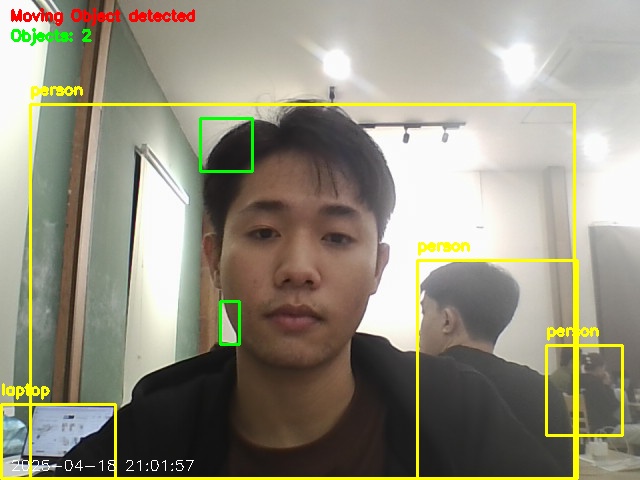 Moving Object detected
Objects: 2
person
person
person
laptop
2025-04-18 21:01:57